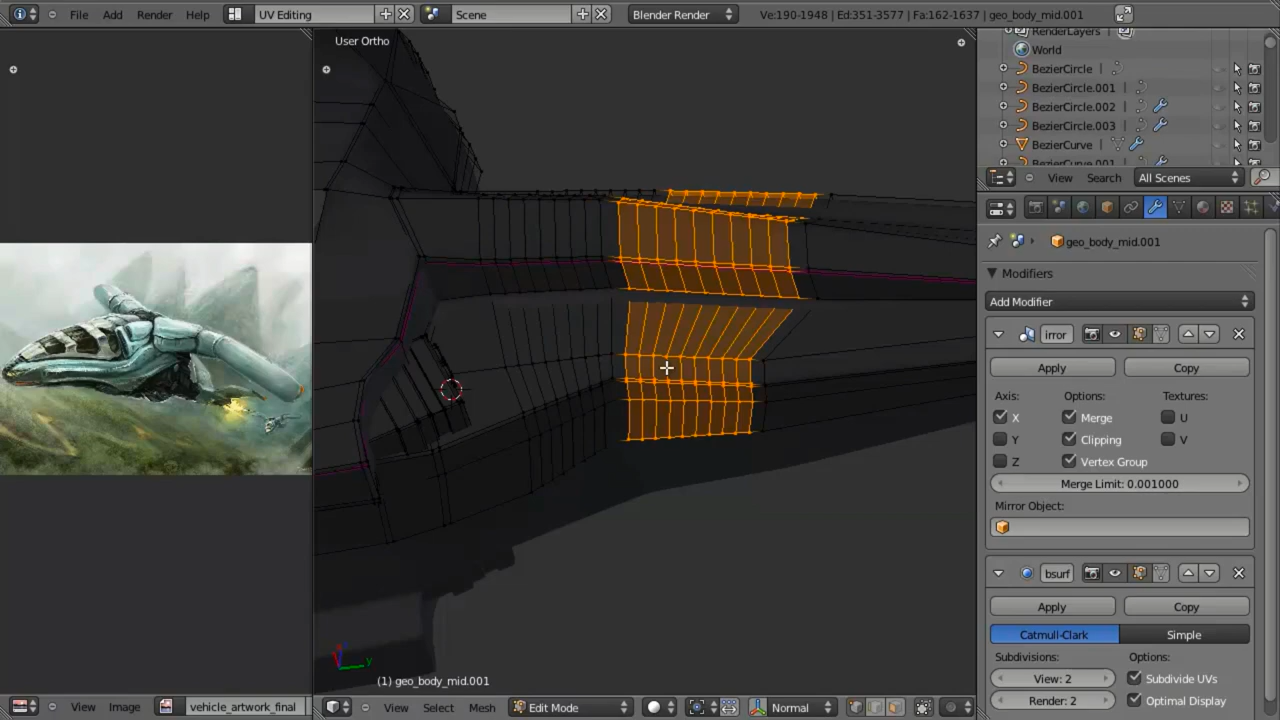 File Add Render Help UV Editing Scene Blender Render Ve:190-1948 | Ed:351-3577 | Fa:162-1637 | geo_body_mid.001
User Ortho
RenderLayers
World
BezierCircle
BezierCircle.001
BezierCircle.002
BezierCircle.003
BezierCurve
BezierCurve.001
View Search All Scenes
geo_body_mid.001
Modifiers
Add Modifier
irror
Apply Copy
Axis: Options: Textures:
X Merge U
Y Clipping V
Z Vertex Group
Merge Limit: 0.001000
Mirror Object:
bsurf
Apply Copy
Catmull-Clark Simple
Subdivisions: Options:
View: 2 Subdivide UVs
Render: 2 Optimal Display
y
(1) geo_body_mid.001
View Image vehicle_artwork_final View Select Mesh Edit Mode Normal